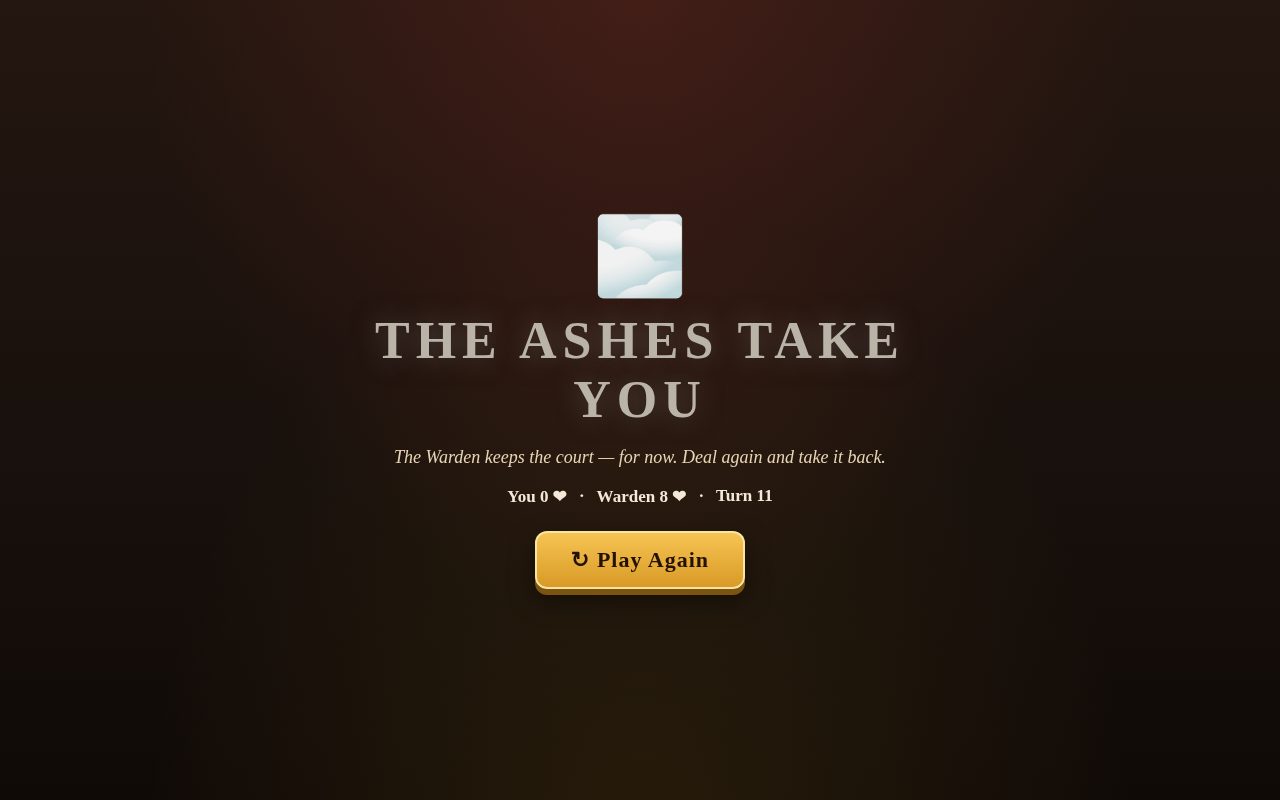 THE ASHES TAKE
YOU
The Warden keeps the court — for now. Deal again and take it back.
You 0 ❤ · Warden 8 ❤ · Turn 11
↻ Play Again